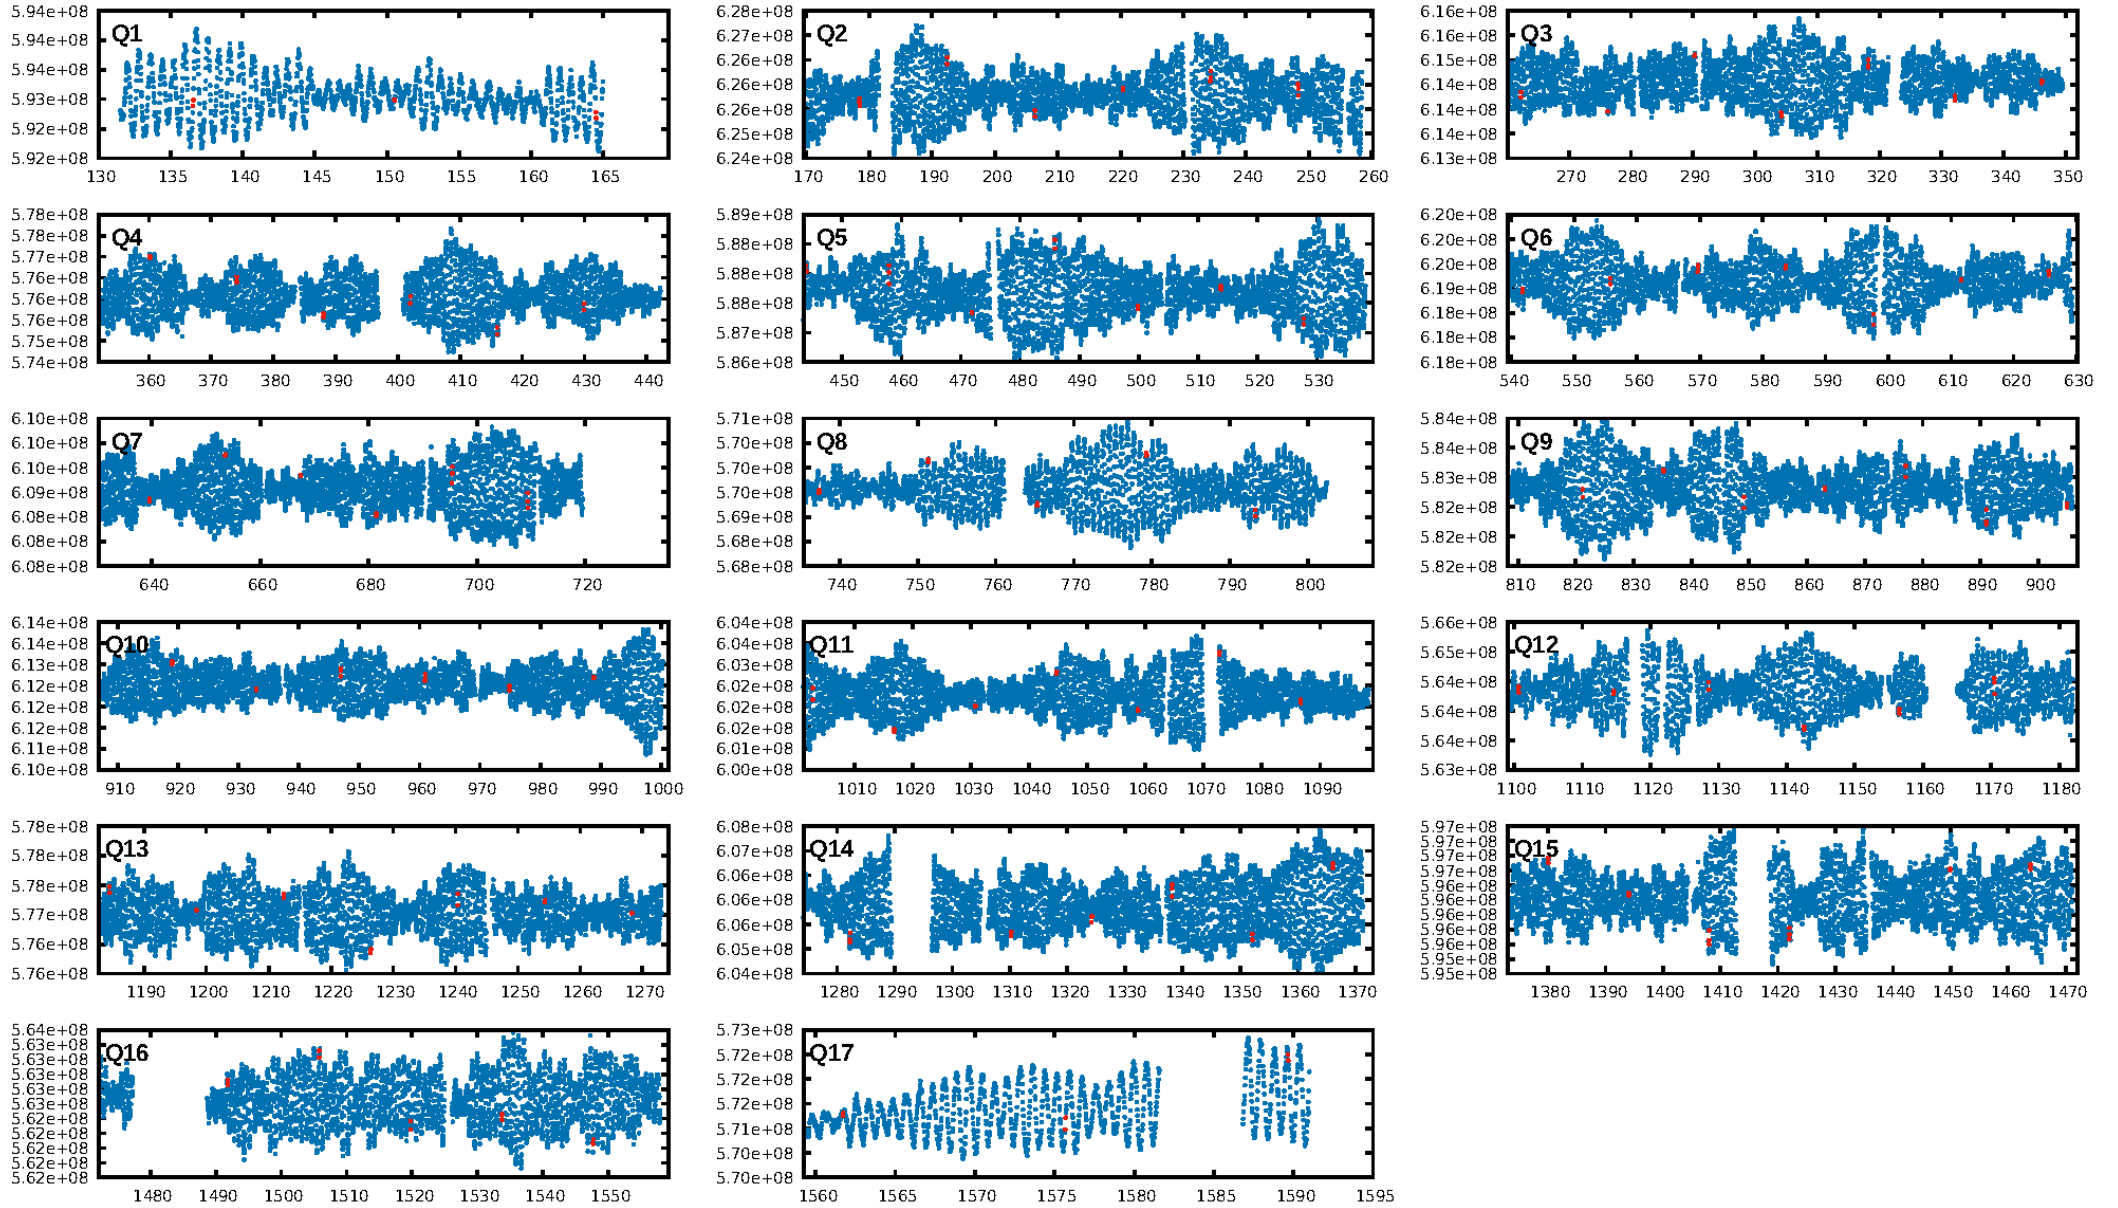 5.94e+08 5.94e+08 5.94e+08 5.93e+08 5.92e+08 5.92e+08
Q1
130 135 140 145 150 155 160 165
6.28e+08 6.27e+08 6.26e+08 6.26e+08 6.25e+08 6.25e+08 6.24e+08
Q2
170 180 190 200 210 220 230 240 250 260
6.16e+08 6.16e+08 6.15e+08 6.14e+08 6.14e+08 6.14e+08 6.13e+08
Q3
270 280 290 300 310 320 330 340 350
5.78e+08 5.78e+08 5.77e+08 5.76e+08 5.76e+08 5.76e+08 5.75e+08 5.74e+08
Q4
360 370 380 390 400 410 420 430 440
5.89e+08 5.88e+08 5.88e+08 5.88e+08 5.87e+08 5.86e+08
Q5
450 460 470 480 490 500 510 520 530
6.20e+08 6.20e+08 6.20e+08 6.19e+08 6.18e+08 6.18e+08 6.18e+08
Q6
540 550 560 570 580 590 600 610 620 630
6.10e+08 6.10e+08 6.10e+08 6.09e+08 6.08e+08 6.08e+08 6.08e+08
Q7
640 660 680 700 720
5.71e+08 5.70e+08 5.70e+08 5.70e+08 5.69e+08 5.68e+08 5.68e+08
Q8
740 750 760 770 780 790 800
5.84e+08 5.84e+08 5.83e+08 5.82e+08 5.82e+08 5.82e+08
Q9
810 820 830 840 850 860 870 880 890 900
6.14e+08 6.14e+08 6.13e+08 6.12e+08 6.12e+08 6.12e+08 6.11e+08 6.10e+08
Q10
910 920 930 940 950 960 970 980 990 1000
6.04e+08 6.04e+08 6.03e+08 6.02e+08 6.02e+08 6.02e+08 6.01e+08 6.00e+08
Q11
1010 1020 1030 1040 1050 1060 1070 1080 1090
5.66e+08 5.65e+08 5.64e+08 5.64e+08 5.64e+08 5.63e+08
Q12
1100 1110 1120 1130 1140 1150 1160 1170 1180
5.78e+08 5.78e+08 5.78e+08 5.77e+08 5.76e+08 5.76e+08
Q13
1190 1200 1210 1220 1230 1240 1250 1260 1270
6.08e+08 6.07e+08 6.06e+08 6.06e+08 6.06e+08 6.05e+08 6.04e+08
Q14
1280 1290 1300 1310 1320 1330 1340 1350 1360 1370
5.97e+08 5.97e+08 5.97e+08 5.97e+08 5.96e+08 5.96e+08 5.96e+08 5.96e+08 5.96e+08 5.95e+08 5.95e+08
Q15
1380 1390 1400 1410 1420 1430 1440 1450 1460 1470
5.64e+08 5.63e+08 5.63e+08 5.63e+08 5.63e+08 5.63e+08 5.62e+08 5.62e+08 5.62e+08 5.62e+08 5.62e+08
Q16
1480 1490 1500 1510 1520 1530 1540 1550
5.73e+08 5.72e+08 5.72e+08 5.72e+08 5.71e+08 5.70e+08 5.70e+08
Q17
1560 1565 1570 1575 1580 1585 1590 1595